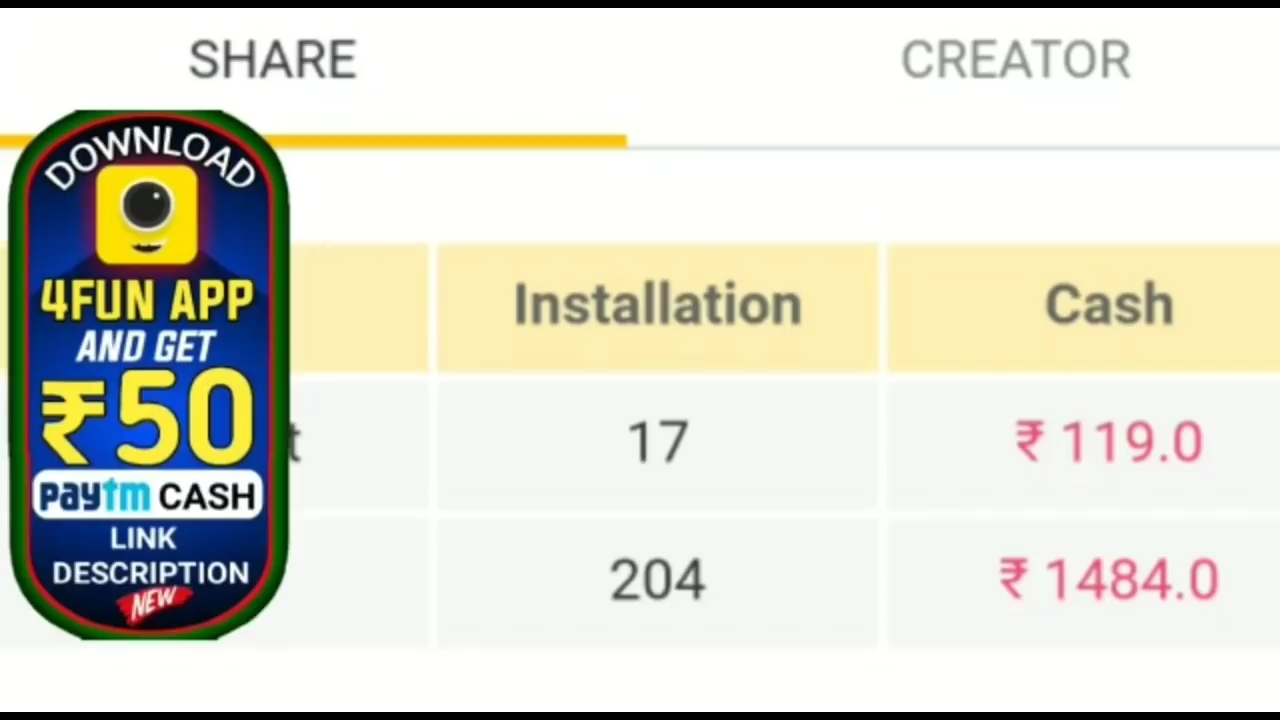 SHARE CREATOR
DOWNLOAD
4FUN APP
AND GET
₹50
paytm CASH
LINK
DESCRIPTION
NEW
Installation Cash
17 ₹ 119.0
204 ₹ 1484.0